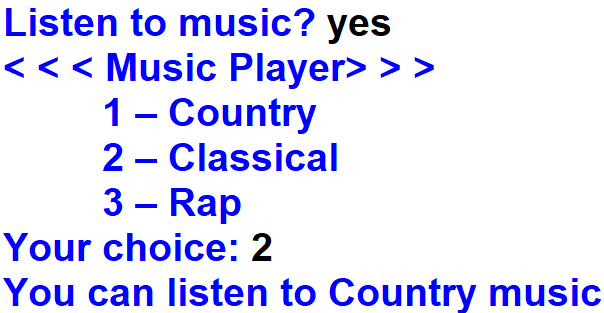 Listen to music? yes
< < < Music Player> > >
1 – Country
2 – Classical
3 – Rap
Your choice: 2
You can listen to Country music